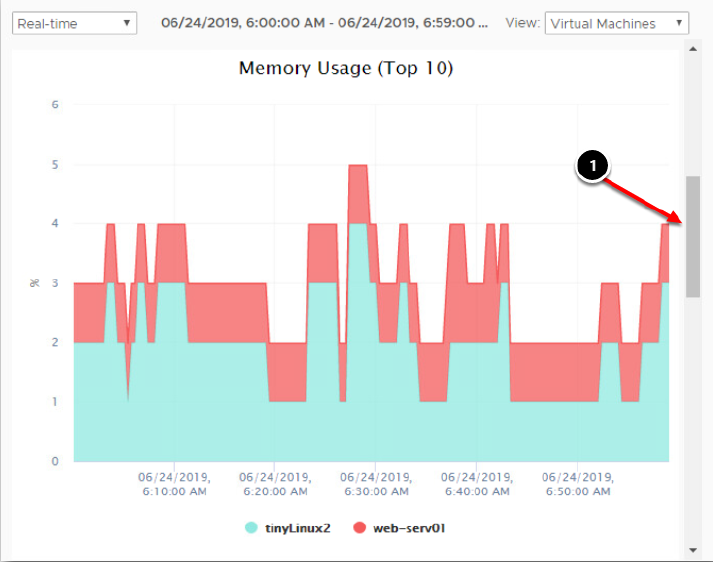 Real-time 06/24/2019, 6:00:00 AM - 06/24/2019, 6:59:00 ... View: Virtual Machines
Memory Usage (Top 10)
6
5
1
4
3
%
2
1
0
06/24/2019, 06/24/2019, 06/24/2019, 06/24/2019, 06/24/2019,
6:10:00 AM 6:20:00 AM 6:30:00 AM 6:40:00 AM 6:50:00 AM
tinyLinux2 web-serv01